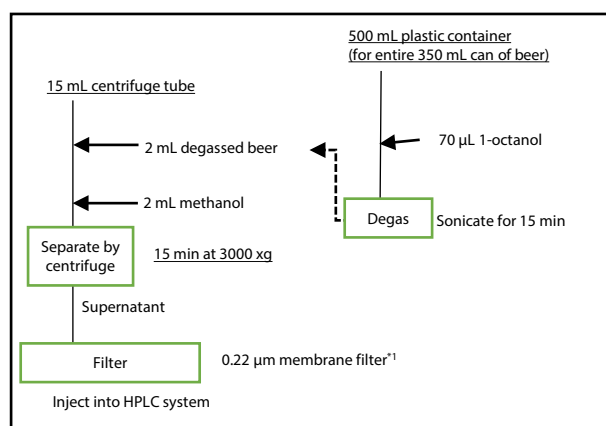 500 mL plastic container
(for entire 350 mL can of beer)
15 mL centrifuge tube
2 mL degassed beer
70 µL 1-octanol
2 mL methanol
Degas
Sonicate for 15 min
Separate by
centrifuge
15 min at 3000 xg
Supernatant
Filter
0.22 µm membrane filter*1
Inject into HPLC system